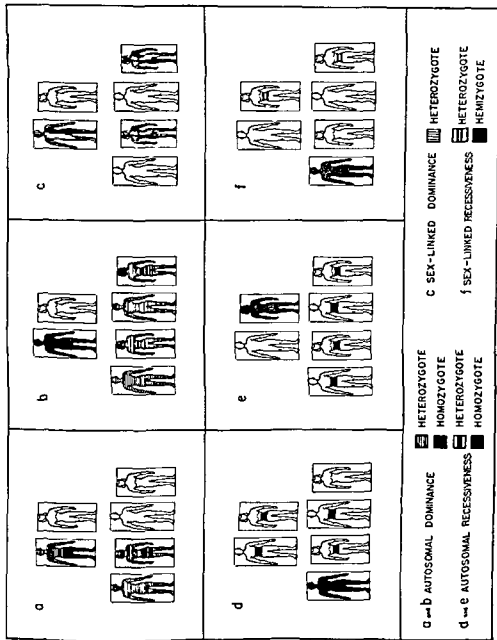 a
b
c
d
e
f
a-b AUTOSOMAL DOMINANCE
HETEROZYGOTE
HOMOZYGOTE
d-e AUTOSOMAL RECESSIVENESS
HETEROZYGOTE
HOMOZYGOTE
c SEX-LINKED DOMINANCE
HETEROZYGOTE
f SEX-LINKED RECESSIVENESS
HETEROZYGOTE
HEMIZYGOTE